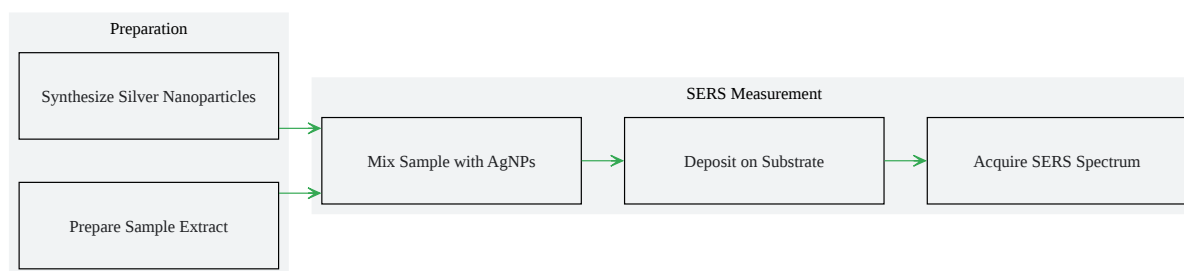 Preparation
Synthesize Silver Nanoparticles
Prepare Sample Extract
SERS Measurement
Mix Sample with AgNPs
Deposit on Substrate
Acquire SERS Spectrum